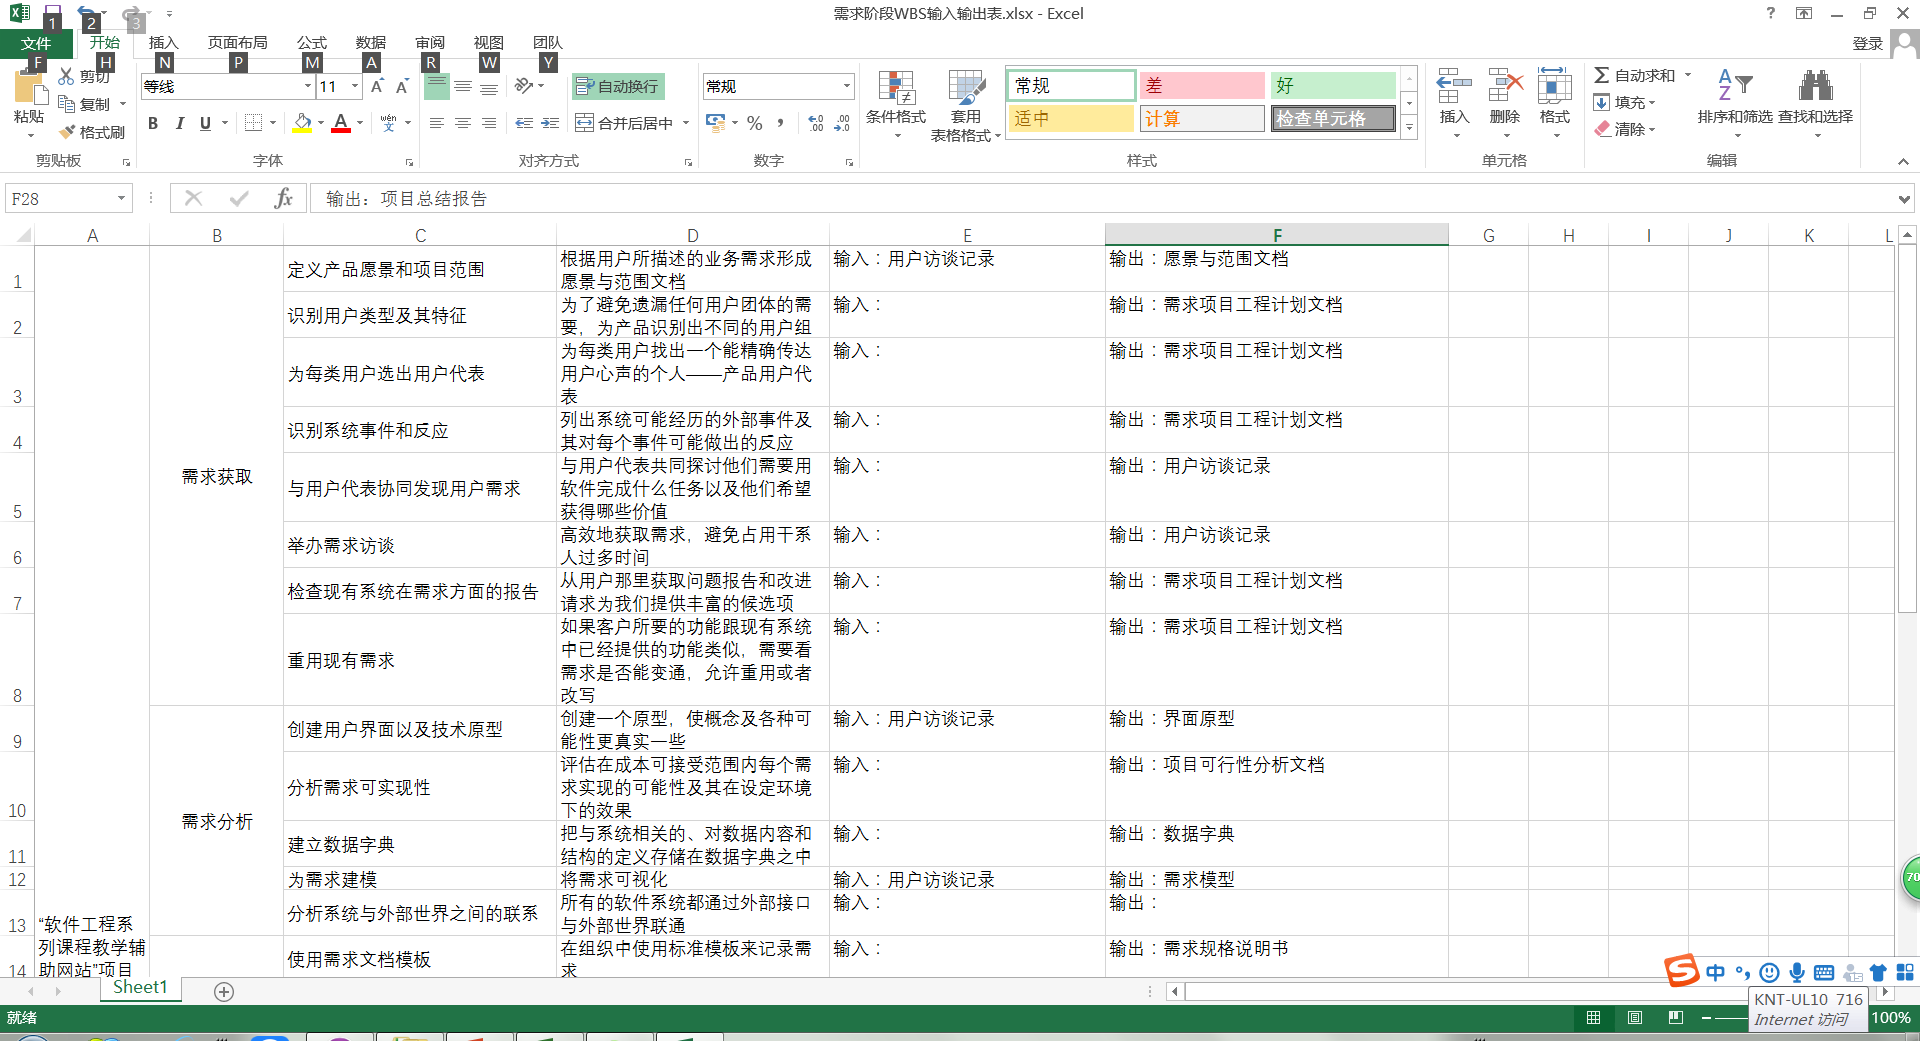 需求阶段WBS输入输出表.xlsx - Excel
1 2 3
?
文件 开始 插入 页面布局 公式 数据 审阅 视图 团队
登录
F H N P M A R W Y
粘贴
剪切
复制
格式刷
剪贴板
等线 11
B I U
wén
文
字体
自动换行
合并后居中
对齐方式
常规
%
数字
条件格式
套用
表格格式
常规 差 好
适中 计算 检查单元格
样式
插入 删除 格式
单元格
自动求和
填充
清除
排序和筛选 查找和选择
编辑
F28
fx
输出：项目总结报告
A B C D E F G H I J K L
1
定义产品愿景和项目范围
根据用户所描述的业务需求形成
愿景与范围文档
输入：用户访谈记录
输出：愿景与范围文档
2
识别用户类型及其特征
为了避免遗漏任何用户团体的需
要，为产品识别出不同的用户组
输入：
输出：需求项目工程计划文档
3
为每类用户选出用户代表
为每类用户找出一个能精确传达
用户心声的个人——产品用户代
表
输入：
输出：需求项目工程计划文档
4
识别系统事件和反应
列出系统可能经历的外部事件及
其对每个事件可能做出的反应
输入：
输出：需求项目工程计划文档
需求获取
5
与用户代表协同发现用户需求
与用户代表共同探讨他们需要用
软件完成什么任务以及他们希望
获得哪些价值
输入：
输出：用户访谈记录
6
举办需求访谈
高效地获取需求，避免占用干系
人过多时间
输入：
输出：用户访谈记录
7
检查现有系统在需求方面的报告
从用户那里获取问题报告和改进
请求为我们提供丰富的候选项
输入：
输出：需求项目工程计划文档
8
重用现有需求
如果客户所要的功能跟现有系统
中已经提供的功能类似，需要看
需求是否能变通，允许重用或者
改写
输入：
输出：需求项目工程计划文档
9
创建用户界面以及技术原型
创建一个原型，使概念及各种可
能性更真实一些
输入：用户访谈记录
输出：界面原型
10
分析需求可实现性
评估在成本可接受范围内每个需
求实现的可能性及其在设定环境
下的效果
输入：
输出：项目可行性分析文档
需求分析
11
建立数据字典
把与系统相关的、对数据内容和
结构的定义存储在数据字典之中
输入：
输出：数据字典
12
为需求建模
将需求可视化
输入：用户访谈记录
输出：需求模型
13
分析系统与外部世界之间的联系
所有的软件系统都通过外部接口
与外部世界联通
输入：
输出：
14
“软件工程系
列课程教学辅
助网站”项目
使用需求文档模板
在组织中使用标准模板来记录需
求
输入：
输出：需求规格说明书
70
中
Sheet1
KNT-UL10 716
Internet 访问
就绪
100%